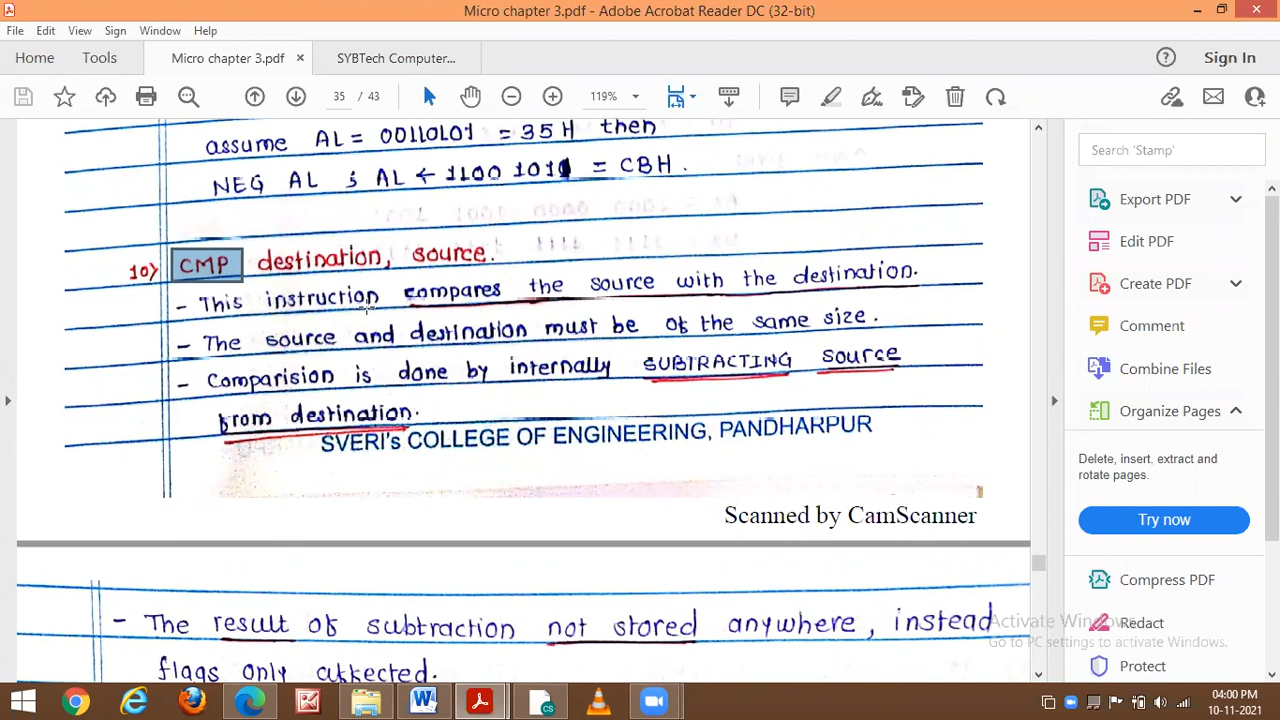 Micro chapter 3.pdf - Adobe Acrobat Reader DC (32-bit)
File Edit View Sign Window Help
Home Tools Micro chapter 3.pdf × SYBTech Computer... Sign In
35 / 43 119%
assume AL = 00110101 = 35H then
NEG AL ; AL ← 1100 1011 = CBH.
10) CMP destination, source.
- This instruction compares the source with the destination.
- The source and destination must be of the same size.
- Comparision is done by internally SUBTRACTING source
from destination.
SVERI's COLLEGE OF ENGINEERING, PANDHARPUR
Scanned by CamScanner
- The result of subtraction not stored anywhere, instead
flags only affected.
Search 'Stamp'
Export PDF
Edit PDF
Create PDF
Comment
Combine Files
Organize Pages
Delete, insert, extract and
rotate pages.
Try now
Compress PDF
Redact
Protect
Activate Windows
Go to PC settings to activate Windows.
04:00 PM
10-11-2021